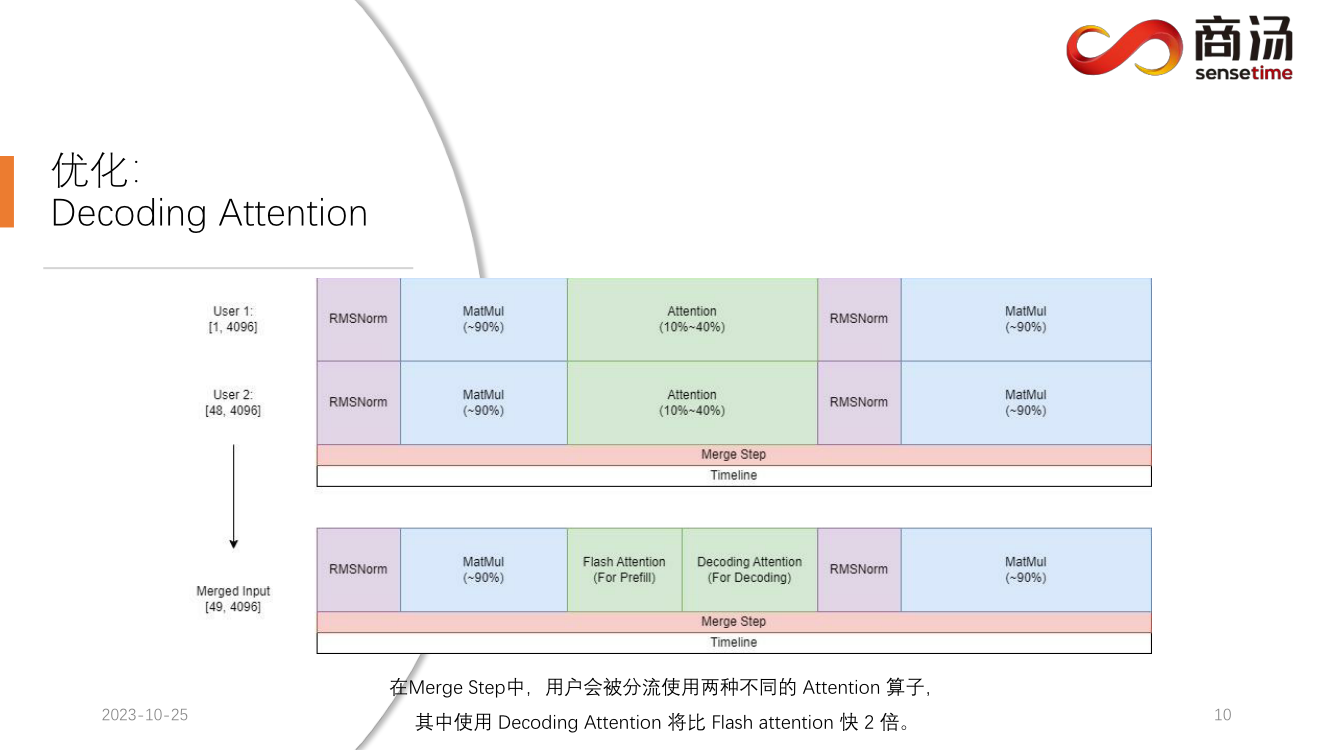 商汤
sensetime
优化：
Decoding Attention
User 1:
[1, 4096]
RMSNorm
MatMul
(~90%)
Attention
(10%~40%)
RMSNorm
MatMul
(~90%)
User 2:
[48, 4096]
RMSNorm
MatMul
(~90%)
Attention
(10%~40%)
RMSNorm
MatMul
(~90%)
Merge Step
Timeline
Merged Input
[49, 4096]
RMSNorm
MatMul
(~90%)
Flash Attention
(For Prefill)
Decoding Attention
(For Decoding)
RMSNorm
MatMul
(~90%)
Merge Step
Timeline
在Merge Step中，用户会被分流使用两种不同的 Attention 算子，
其中使用 Decoding Attention 将比 Flash attention 快 2 倍。
2023-10-25
10